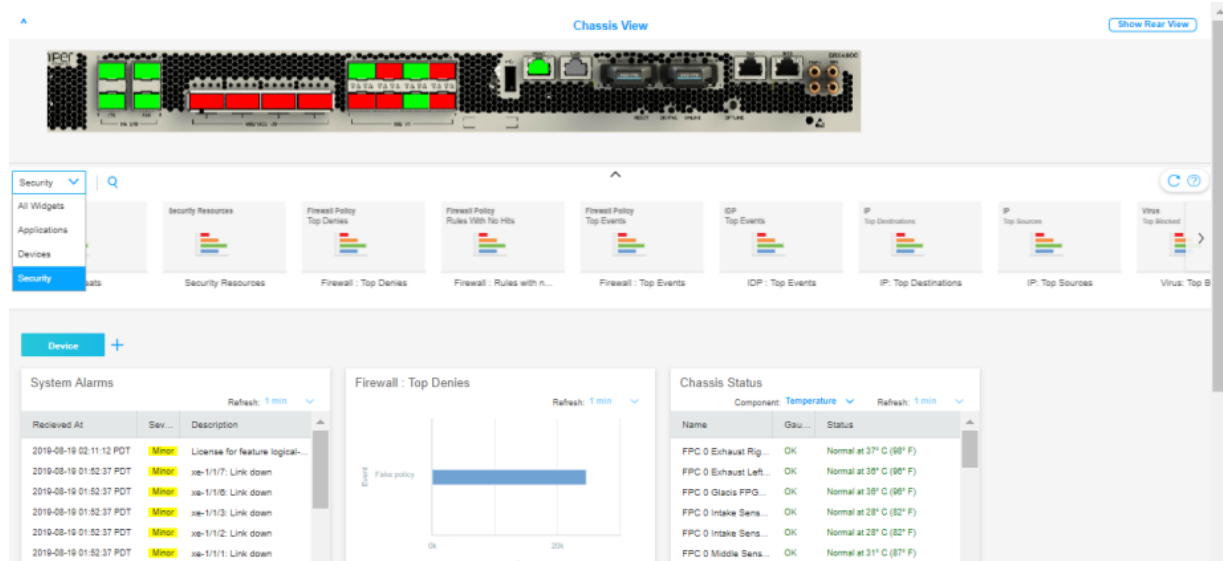 Chassis View
Show Rear View
Security
All Widgets
Applications
Devices
Security
Security Resources
Firewall Policy
Top Denies
Firewall Policy
Rules With No Hits
Firewall Policy
Top Events
IDP
Top Events
IP
Top Destinations
IP
Top Sources
Virus
Top Blocked
eats
Security Resources
Firewall : Top Denies
Firewall : Rules with n...
Firewall : Top Events
IDP : Top Events
IP: Top Destinations
IP: Top Sources
Virus: Top B
Device
System Alarms
Refresh: 1 min
Recieved At Sev... Description
2019-08-19 02:11:12 PDT Minor License for feature logical-...
2019-08-19 01:52:37 PDT Minor xe-1/1/7: Link down
2019-08-19 01:52:37 PDT Minor xe-1/1/6: Link down
2019-08-19 01:52:37 PDT Minor xe-1/1/3: Link down
2019-08-19 01:52:37 PDT Minor xe-1/1/2: Link down
2019-08-19 01:52:37 PDT Minor xe-1/1/1: Link down
Firewall : Top Denies
Refresh: 1 min
Event
Fake policy
0k
20k
Chassis Status
Component: Temperature Refresh: 1 min
Name Gau... Status
FPC 0 Exhaust Rig... OK Normal at 37° C (98° F)
FPC 0 Exhaust Left... OK Normal at 36° C (96° F)
FPC 0 Glacis FPG... OK Normal at 36° C (96° F)
FPC 0 Intake Sens... OK Normal at 28° C (82° F)
FPC 0 Intake Sens... OK Normal at 28° C (82° F)
FPC 0 Middle Sens... OK Normal at 31° C (87° F)